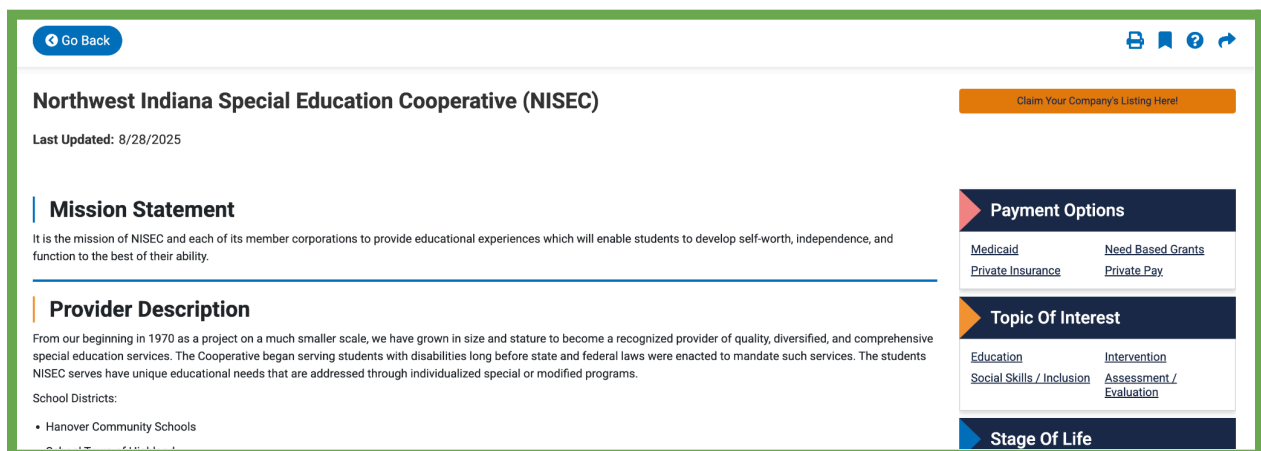 Go Back
Northwest Indiana Special Education Cooperative (NISEC)
Claim Your Company's Listing Here!
Last Updated: 8/28/2025
Mission Statement
It is the mission of NISEC and each of its member corporations to provide educational experiences which will enable students to develop self-worth, independence, and
function to the best of their ability.
Provider Description
From our beginning in 1970 as a project on a much smaller scale, we have grown in size and stature to become a recognized provider of quality, diversified, and comprehensive
special education services. The Cooperative began serving students with disabilities long before state and federal laws were enacted to mandate such services. The students
NISEC serves have unique educational needs that are addressed through individualized special or modified programs.
School Districts:
• Hanover Community Schools
Payment Options
Medicaid
Need Based Grants
Private Insurance
Private Pay
Topic Of Interest
Education
Intervention
Social Skills / Inclusion
Assessment /
Evaluation
Stage Of Life